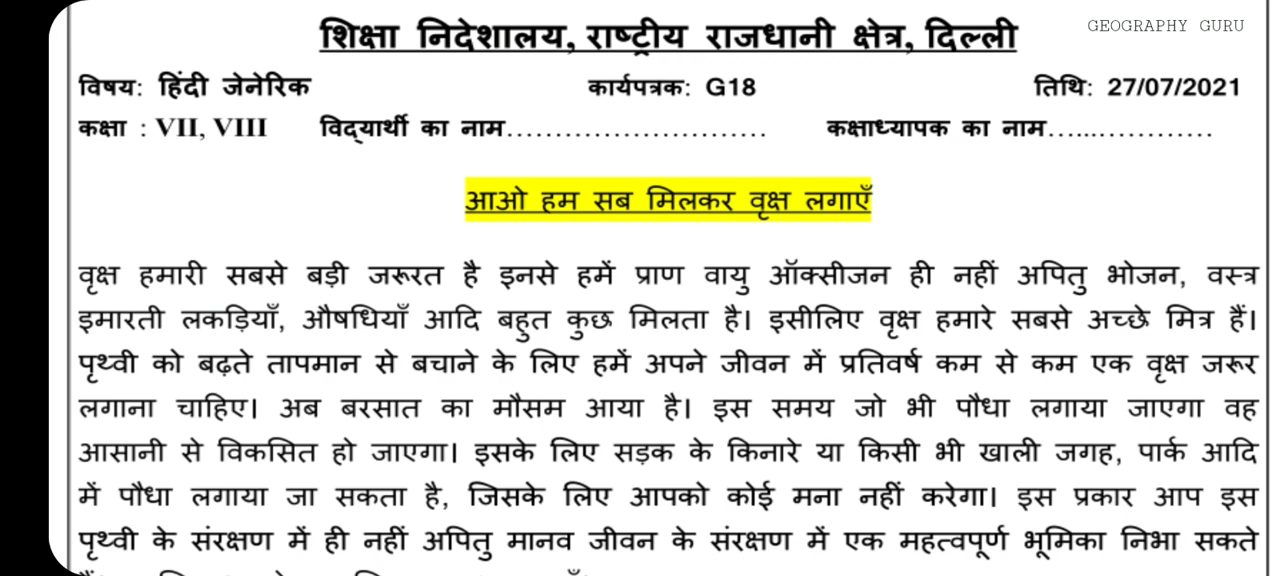 GEOGRAPHY GURU
शिक्षा निदेशालय, राष्ट्रीय राजधानी क्षेत्र, दिल्ली
विषय: हिंदी जेनेरिक कार्यपत्रक: G18 तिथि: 27/07/2021
कक्षा : VII, VIII विद्यार्थी का नाम........................... कक्षाध्यापक का नाम..................
आओ हम सब मिलकर वृक्ष लगाएँ
वृक्ष हमारी सबसे बड़ी जरूरत है इनसे हमें प्राण वायु ऑक्सीजन ही नहीं अपितु भोजन, वस्त्र
इमारती लकड़ियाँ, औषधियाँ आदि बहुत कुछ मिलता है। इसीलिए वृक्ष हमारे सबसे अच्छे मित्र हैं।
पृथ्वी को बढ़ते तापमान से बचाने के लिए हमें अपने जीवन में प्रतिवर्ष कम से कम एक वृक्ष जरूर
लगाना चाहिए। अब बरसात का मौसम आया है। इस समय जो भी पौधा लगाया जाएगा वह
आसानी से विकसित हो जाएगा। इसके लिए सड़क के किनारे या किसी भी खाली जगह, पार्क आदि
में पौधा लगाया जा सकता है, जिसके लिए आपको कोई मना नहीं करेगा। इस प्रकार आप इस
पृथ्वी के संरक्षण में ही नहीं अपितु मानव जीवन के संरक्षण में एक महत्वपूर्ण भूमिका निभा सकते